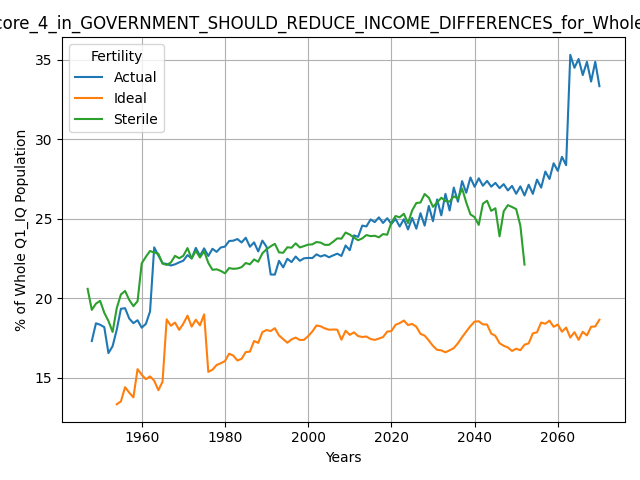 core_4_in_GOVERNMENT_SHOULD_REDUCE_INCOME_DIFFERENCES_for_Whole
Fertility
Actual
Ideal
Sterile
% of Whole Q1_IQ Population
35
30
25
20
15
1960
1980
2000
2020
2040
2060
Years